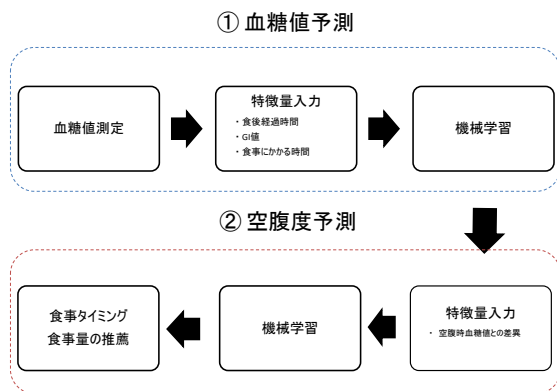 ① 血糖値予測
血糖値測定
特徴量入力
・食後経過時間
・GI値
・食事にかかる時間
機械学習
② 空腹度予測
特徴量入力
・ 空腹時血糖値との差異
機械学習
食事タイミング
食事量の推薦